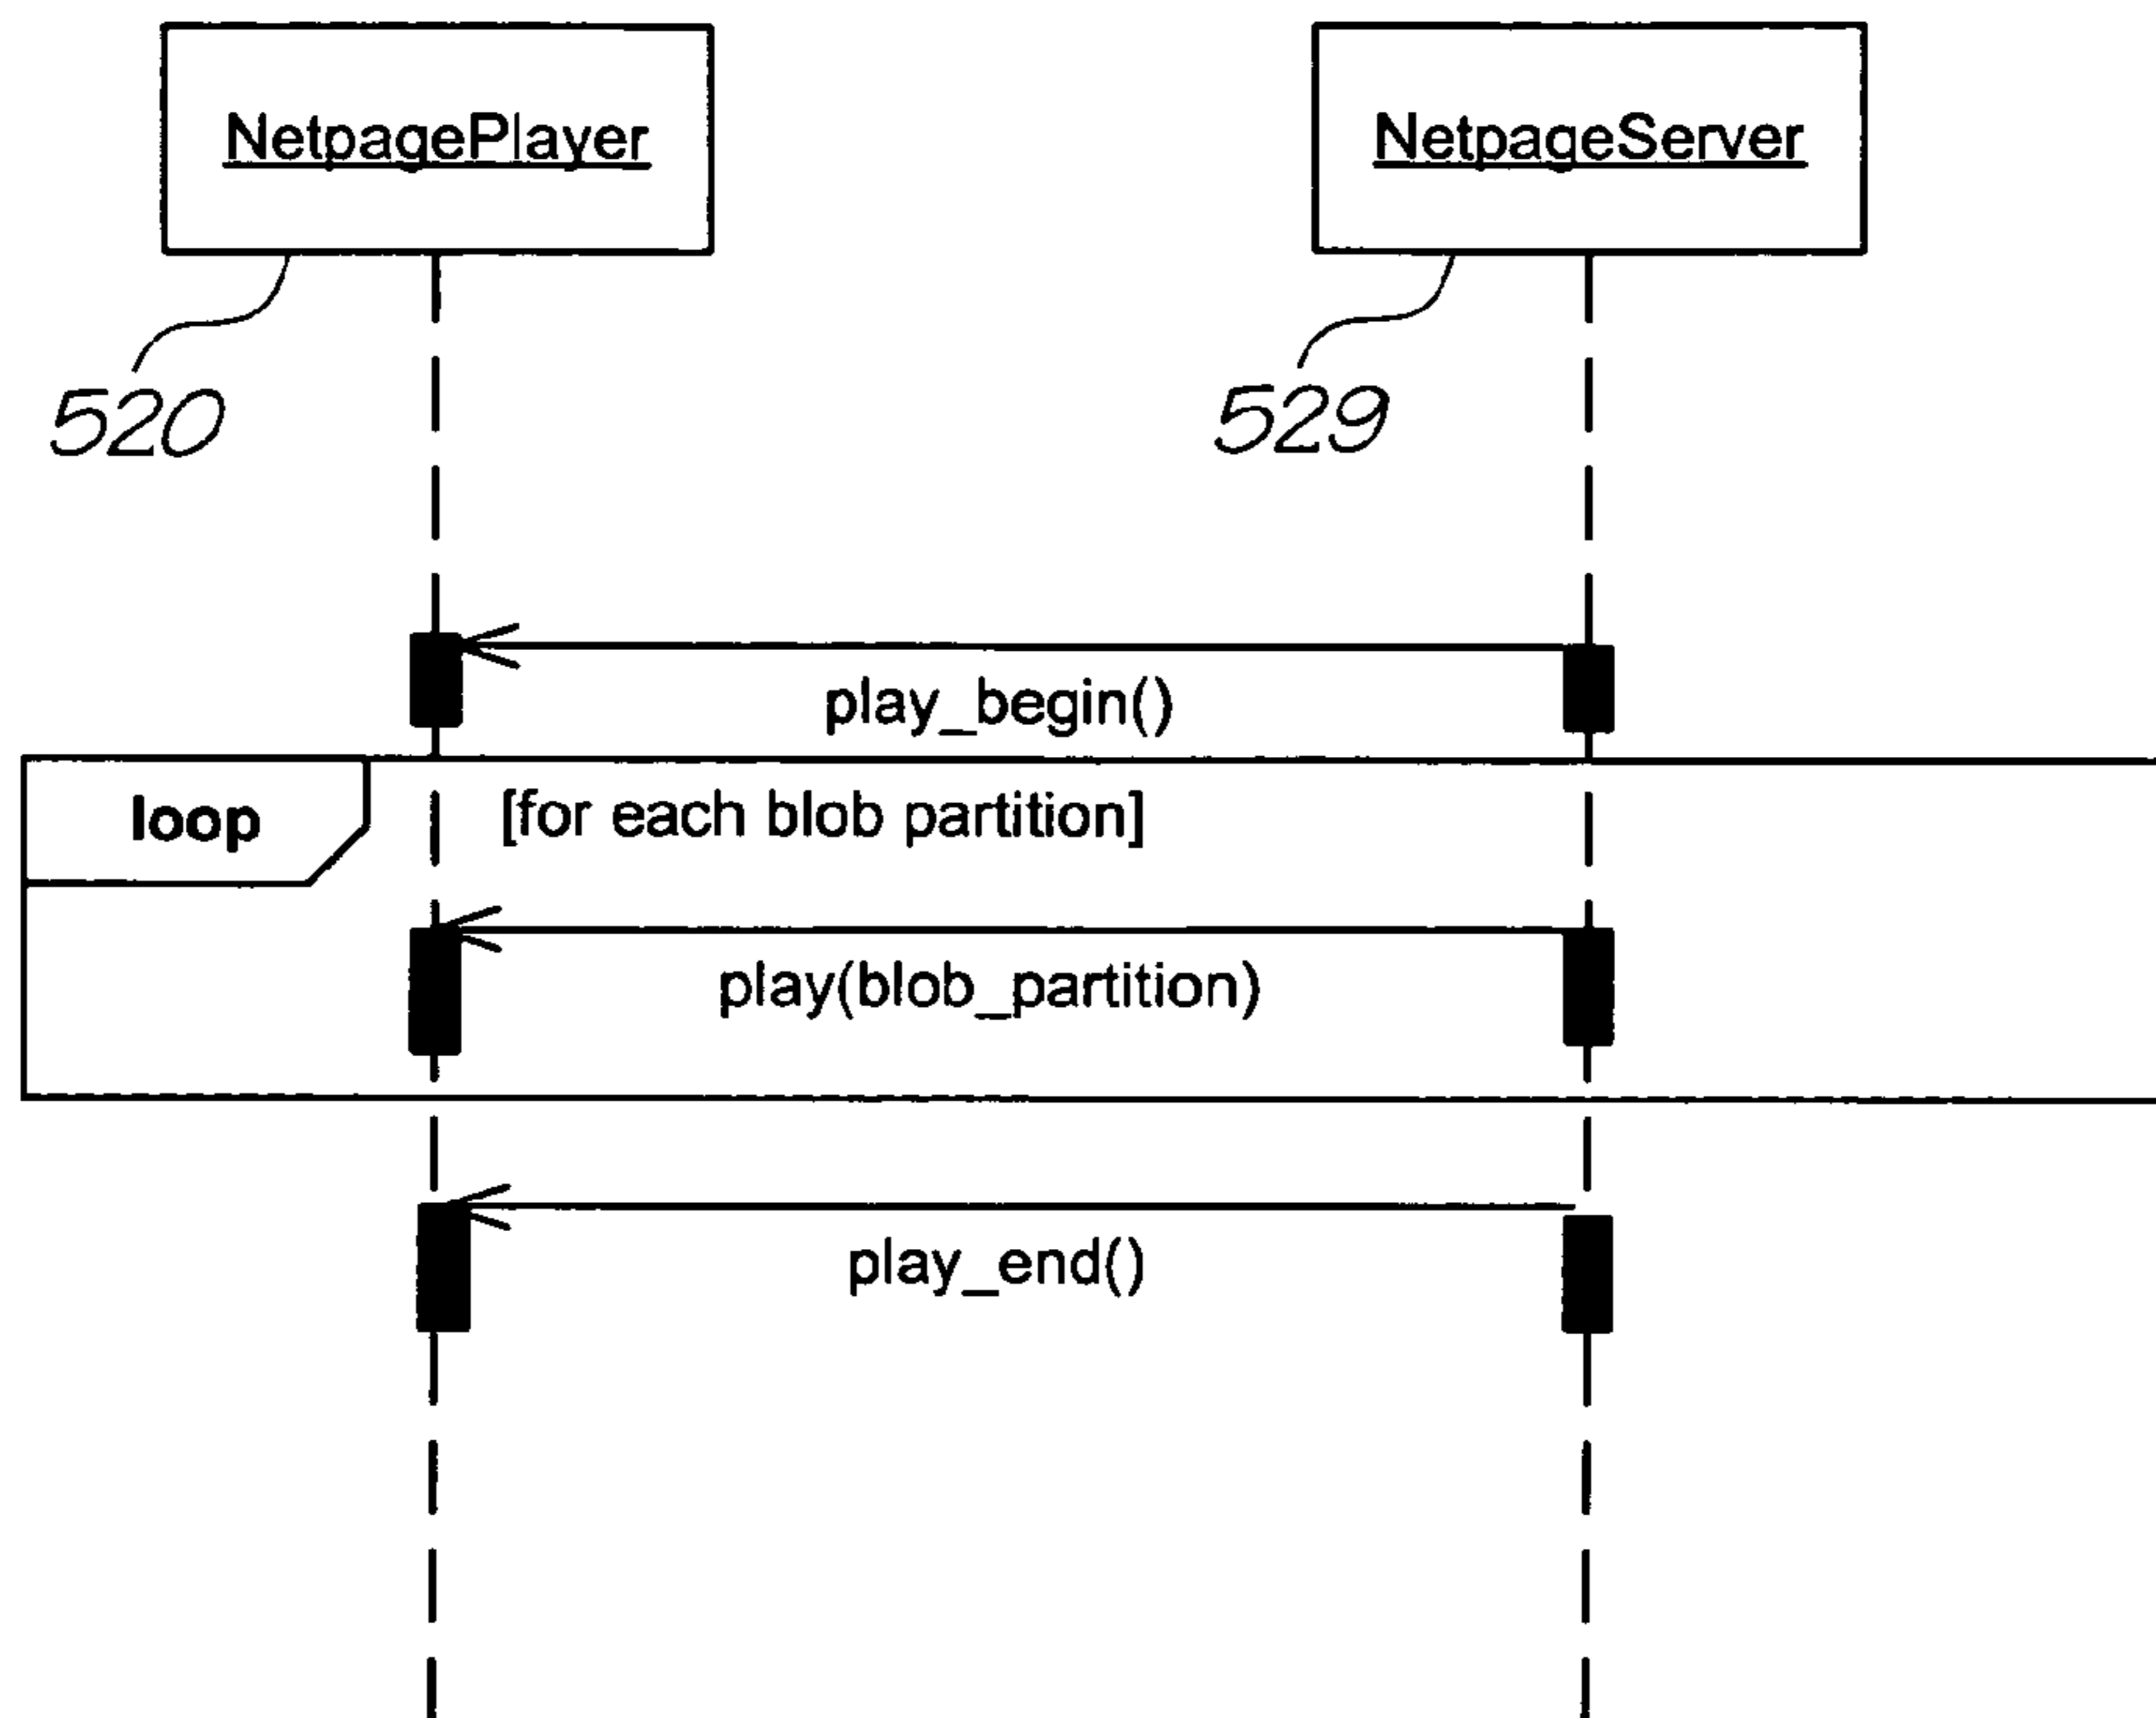 NetpagePlayer
NetpageServer
520
529
play_begin()
loop
[for each blob partition]
play(blob_partition)
play_end()